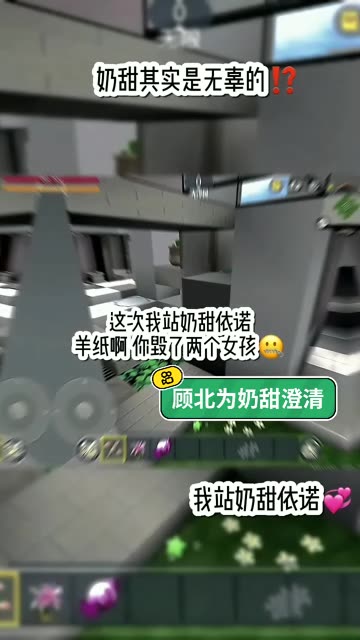 奶甜其实是无辜的⁉️
这次我站奶甜依诺
羊纸啊 你毁了两个女孩🤐
顾北为奶甜澄清
我站奶甜依诺💞